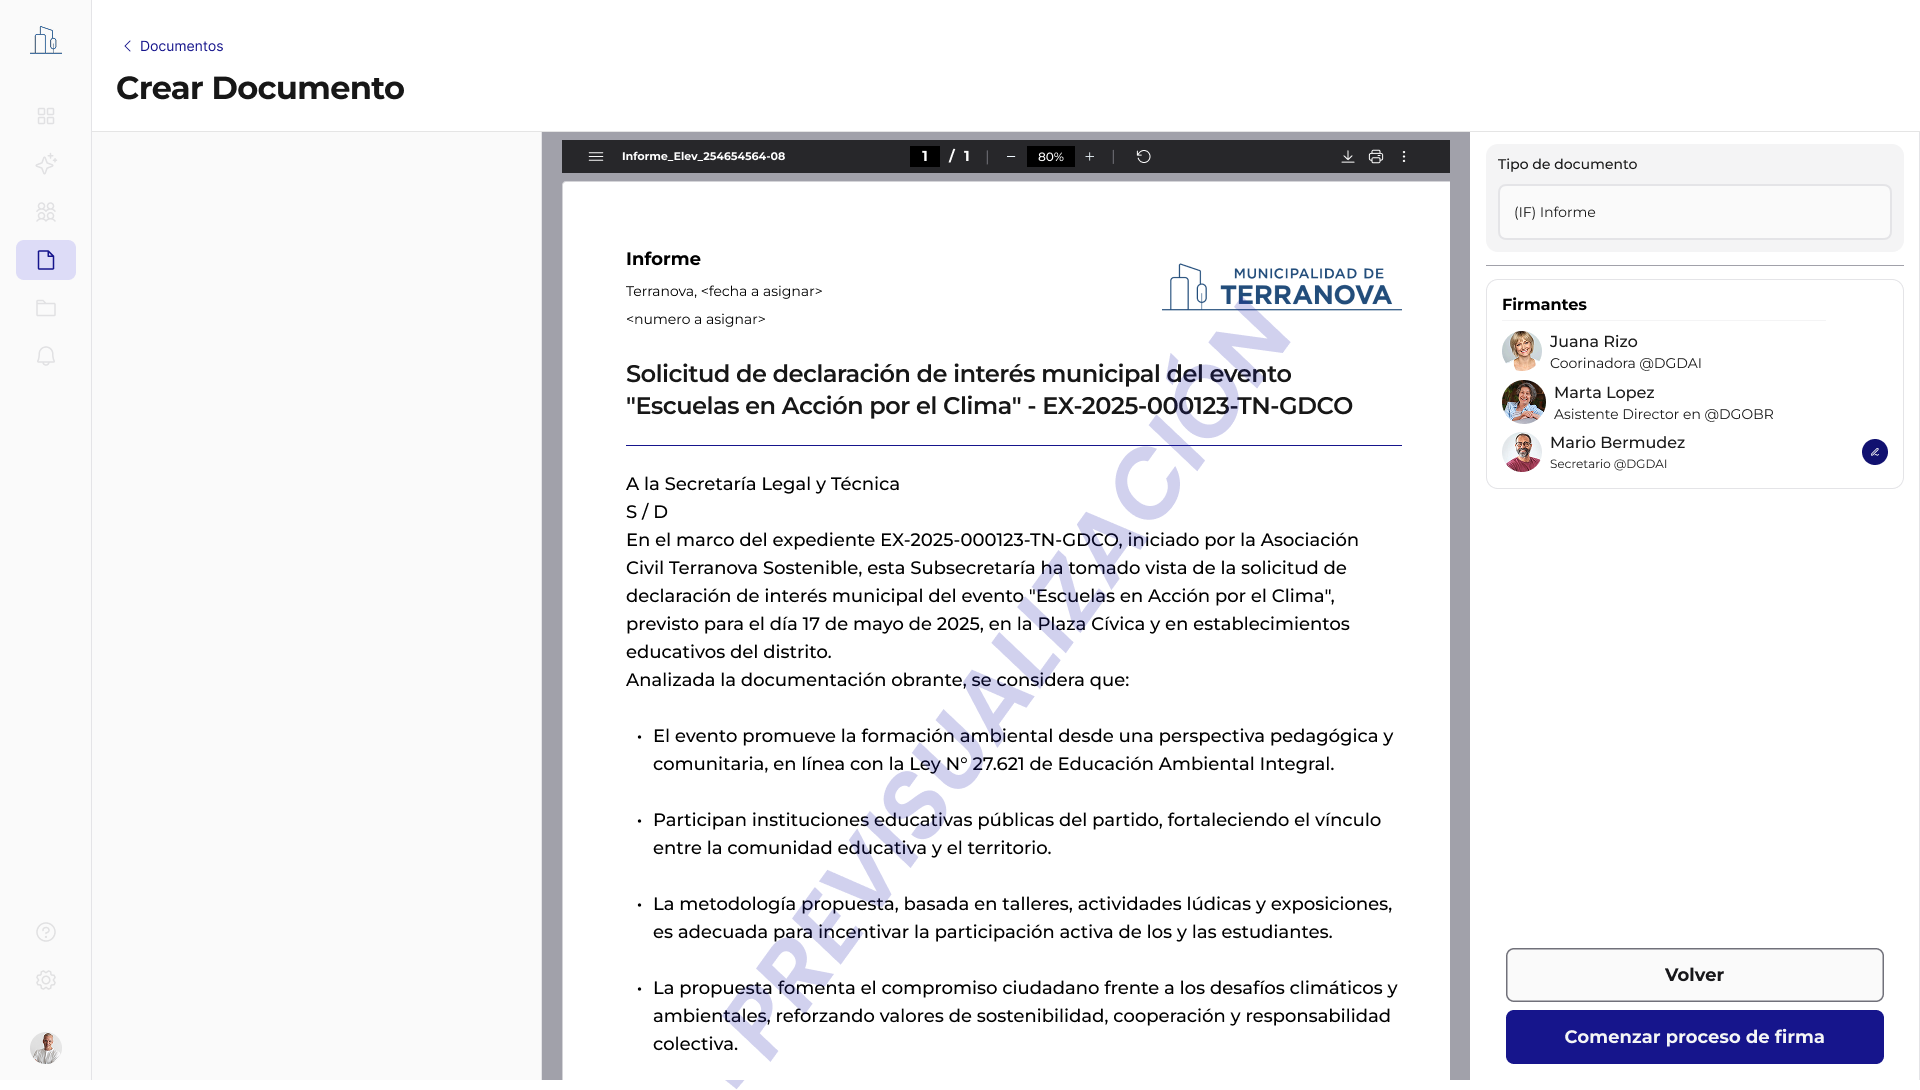 Documentos
Crear Documento
Informe_Elev_254654564-08
1 / 1
80%
Informe
Terranova, <fecha a asignar>
<numero a asignar>
MUNICIPALIDAD DE
TERRANOVA
Solicitud de declaración de interés municipal del evento
"Escuelas en Acción por el Clima" - EX-2025-000123-TN-GDCO
A la Secretaría Legal y Técnica
S / D
En el marco del expediente EX-2025-000123-TN-GDCO, iniciado por la Asociación
Civil Terranova Sostenible, esta Subsecretaría ha tomado vista de la solicitud de
declaración de interés municipal del evento "Escuelas en Acción por el Clima",
previsto para el día 17 de mayo de 2025, en la Plaza Cívica y en establecimientos
educativos del distrito.
Analizada la documentación obrante, se considera que:
• El evento promueve la formación ambiental desde una perspectiva pedagógica y
comunitaria, en línea con la Ley N° 27.621 de Educación Ambiental Integral.
• Participan instituciones educativas públicas del partido, fortaleciendo el vínculo
entre la comunidad educativa y el territorio.
• La metodología propuesta, basada en talleres, actividades lúdicas y exposiciones,
es adecuada para incentivar la participación activa de los y las estudiantes.
• La propuesta fomenta el compromiso ciudadano frente a los desafíos climáticos y
ambientales, reforzando valores de sostenibilidad, cooperación y responsabilidad
colectiva.
PREVISUALIZACIÓN
Tipo de documento
(IF) Informe
Firmantes
Juana Rizo
Coorinadora @DGDAI
Marta Lopez
Asistente Director en @DGOBR
Mario Bermudez
Secretario @DGDAI
Volver
Comenzar proceso de firma